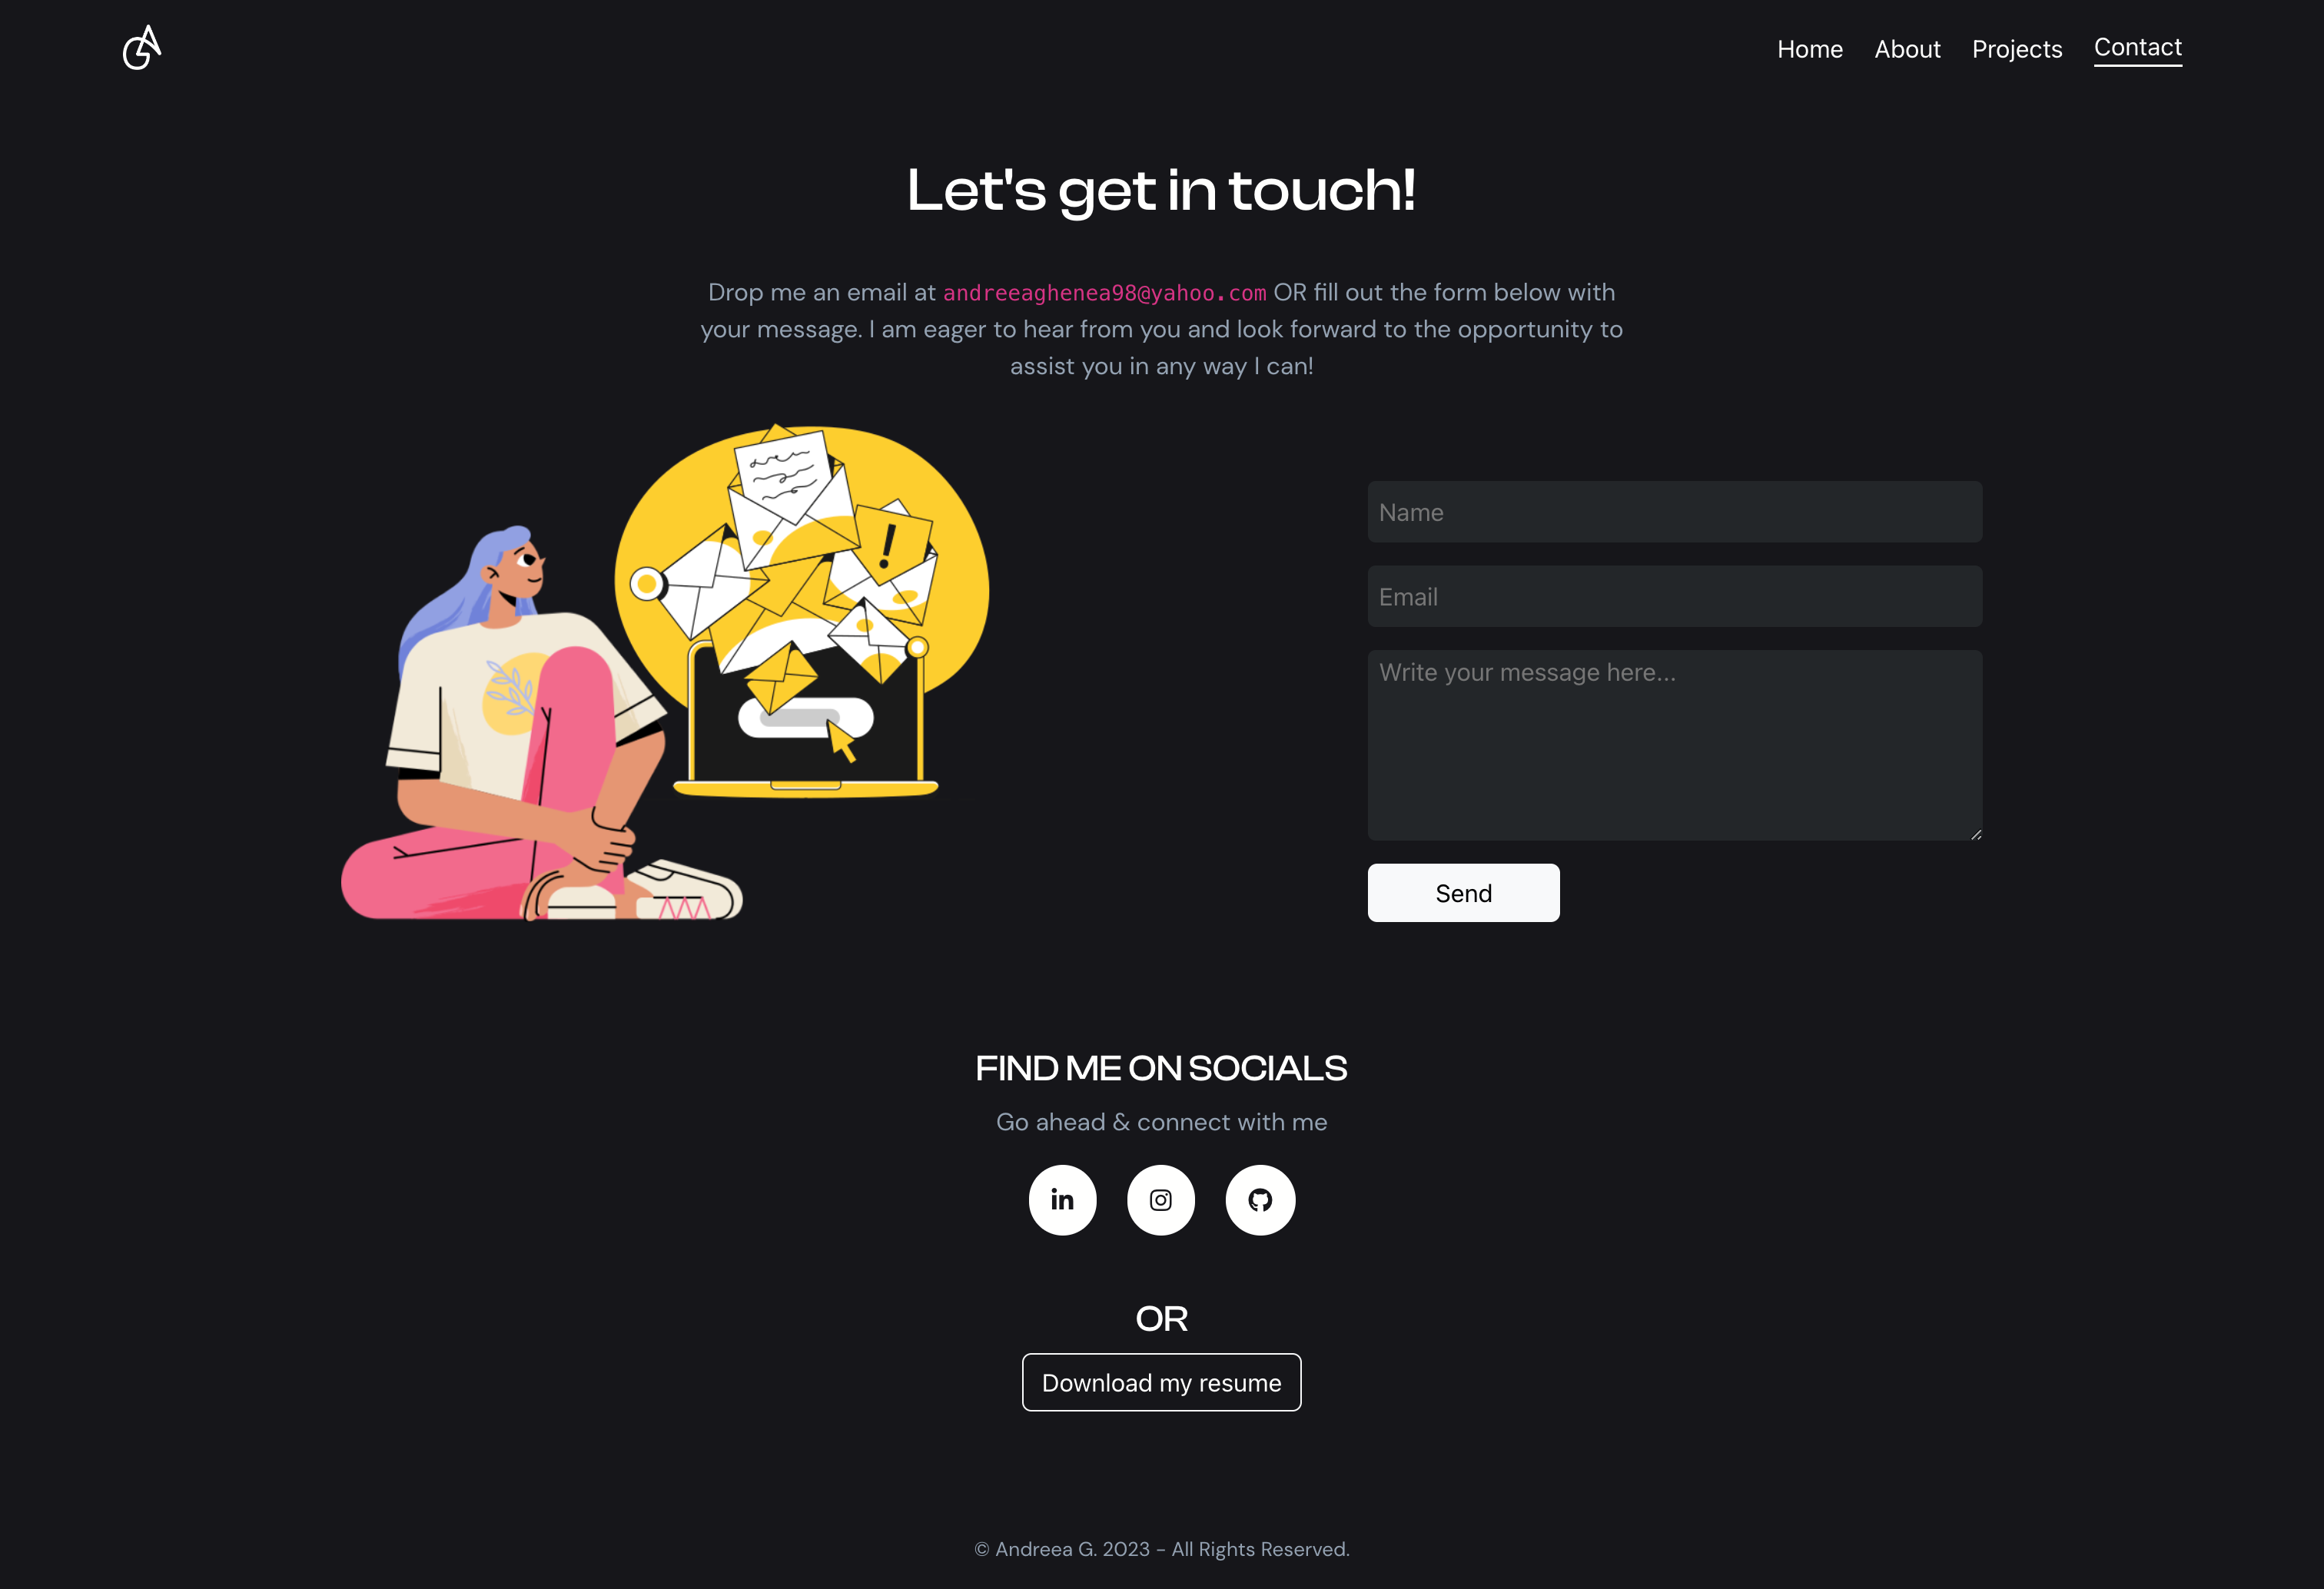 Home About Projects Contact
Let's get in touch!
Drop me an email at andreeaghenea98@yahoo.com OR fill out the form below with
your message. I am eager to hear from you and look forward to the opportunity to
assist you in any way I can!
!
Name
Email
Write your message here...
Send
FIND ME ON SOCIALS
Go ahead & connect with me
in
OR
Download my resume
© Andreea G. 2023 - All Rights Reserved.